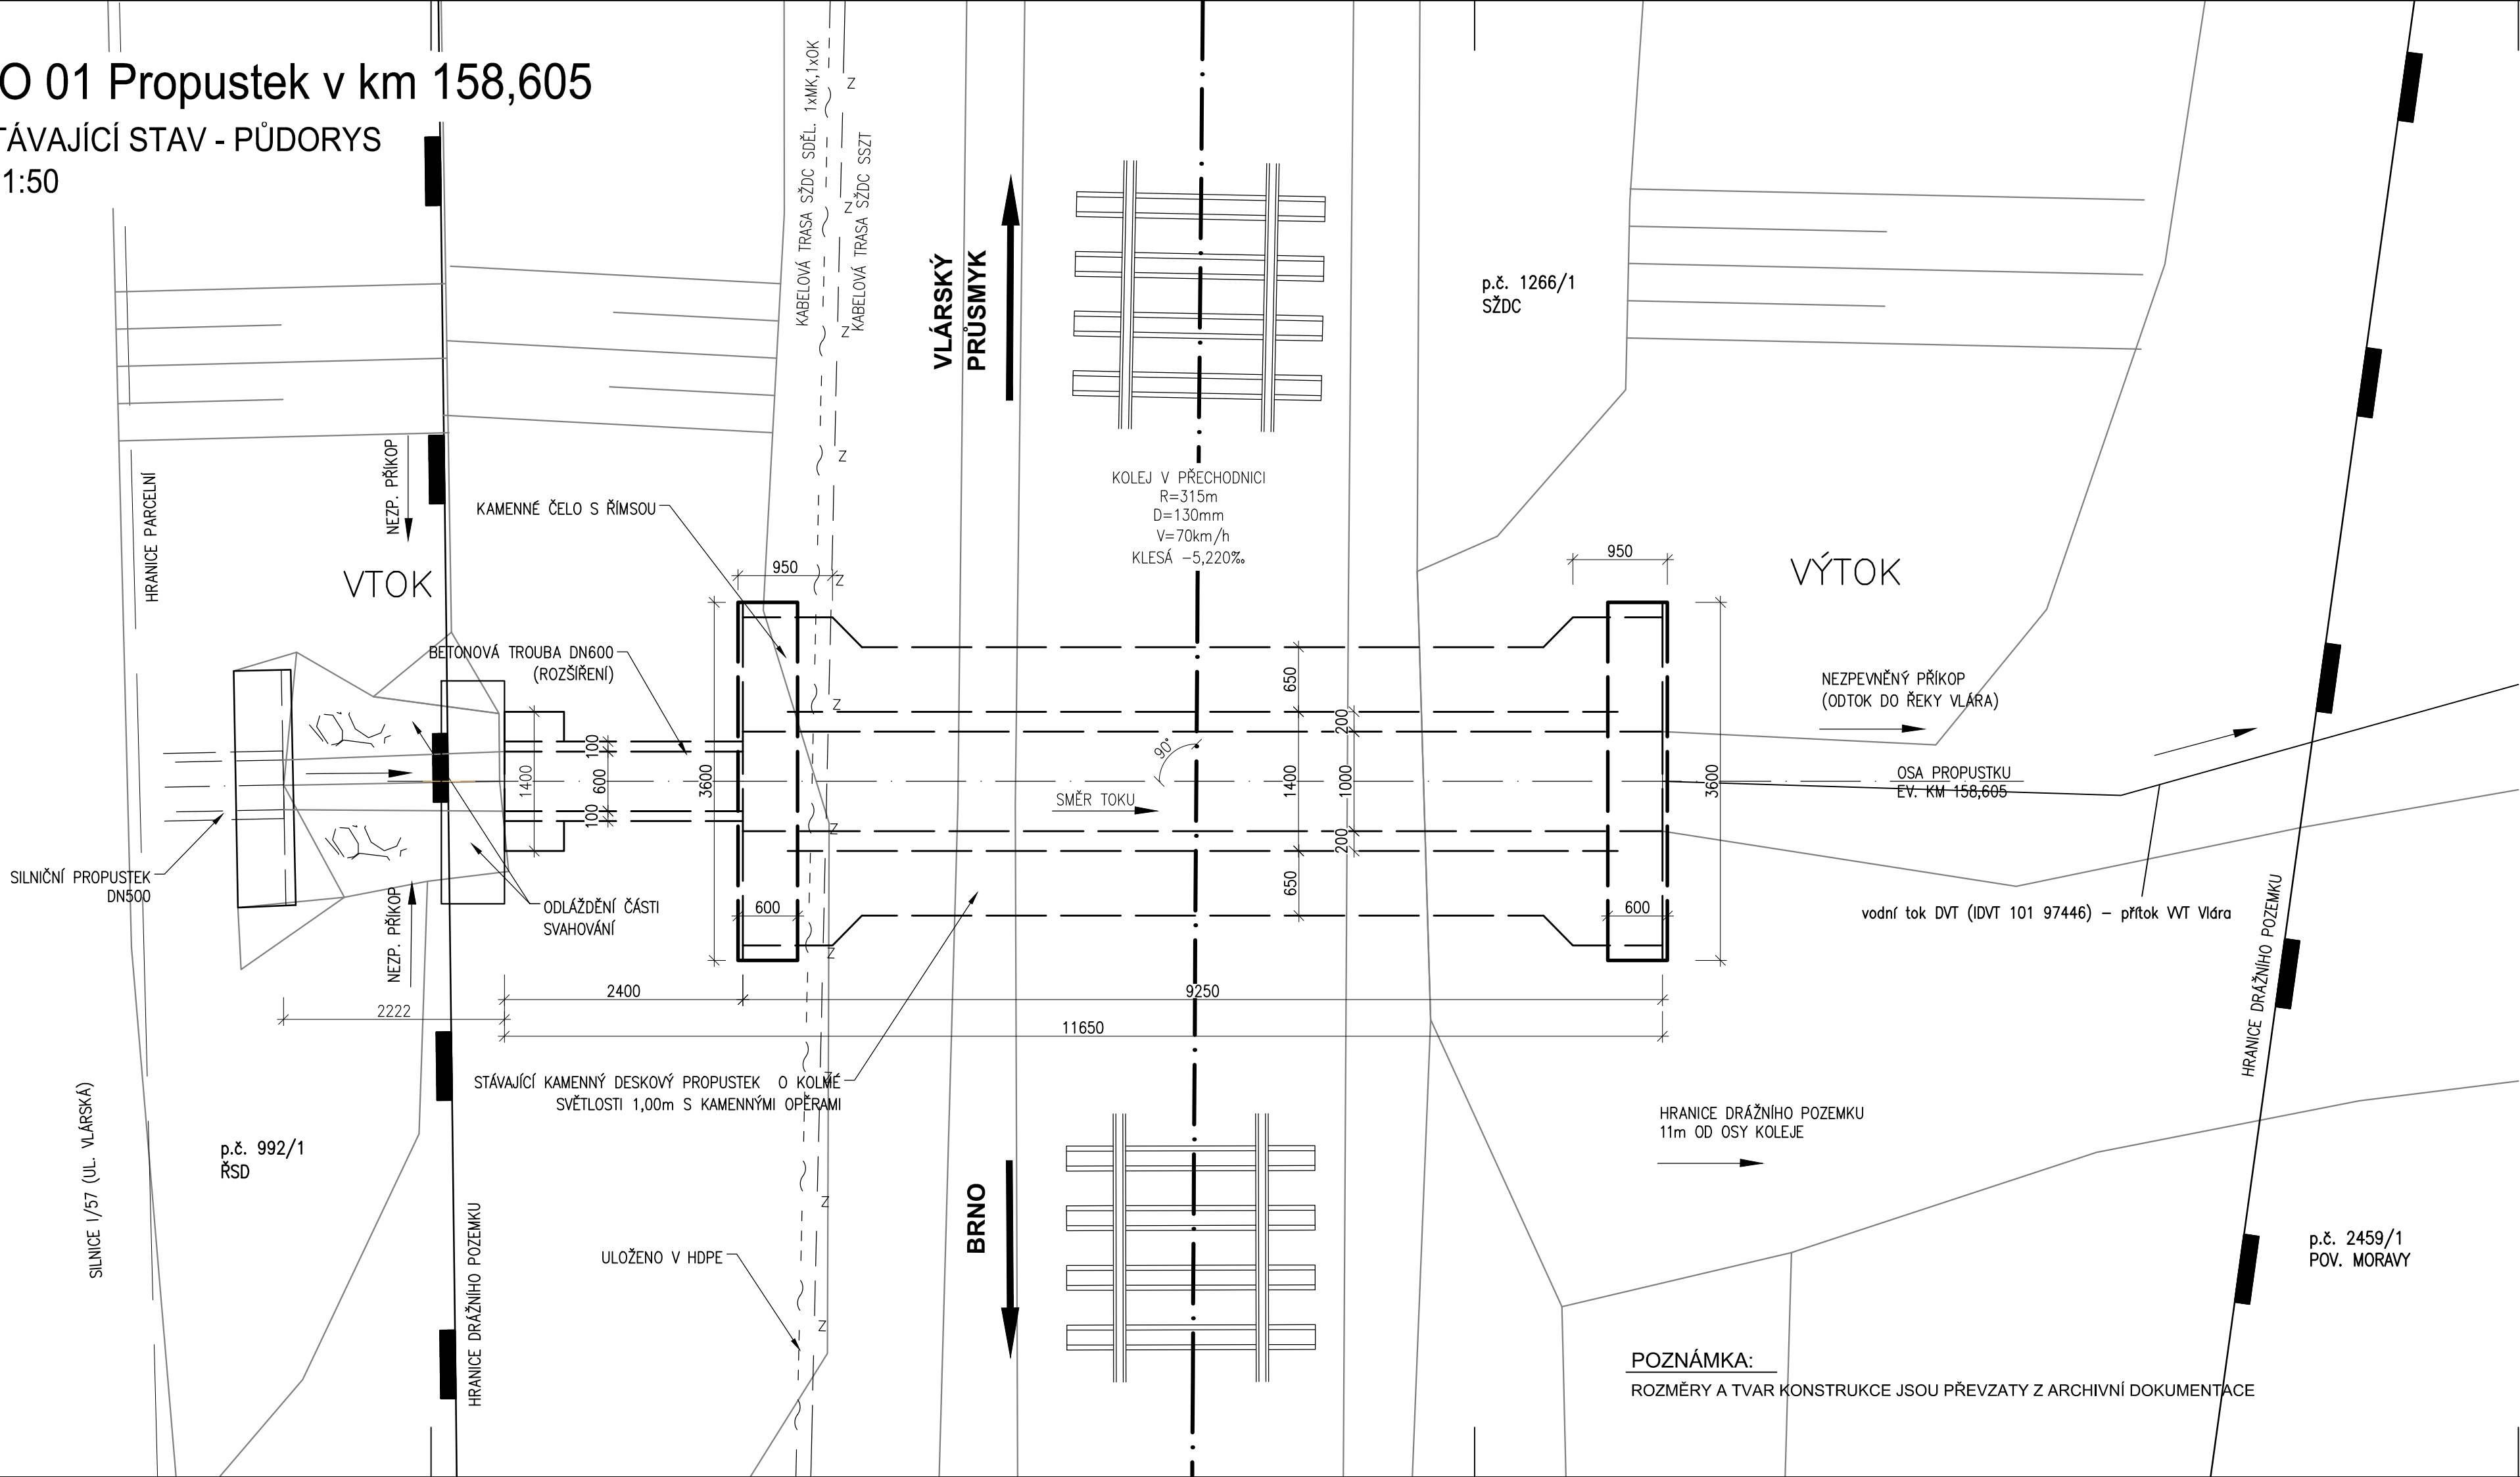 O 01 Propustek v km 158,605
TÁVAJÍCÍ STAV - PŮDORYS
1:50
KABELOVÁ TRASA SŽDC SDĚL. 1xMK,1xOK
KABELOVÁ TRASA SŽDC SSZT
Z
Z
Z
Z
Z
Z
Z
Z
Z
Z
Z
Z
VLÁRSKÝ
PRŮSMYK
p.č. 1266/1
SŽDC
HRANICE PARCELNÍ
NEZP. PŘÍKOP
KAMENNÉ ČELO S ŘÍMSOU
KOLEJ V PŘECHODNICI
R=315m
D=130mm
V=70km/h
KLESÁ -5,220‰
VTOK
950
950
VÝTOK
BETONOVÁ TROUBA DN600
(ROZŠÍŘENÍ)
NEZPEVNĚNÝ PŘÍKOP
(ODTOK DO ŘEKY VLÁRA)
1400
100
600
100
3600
90°
SMĚR TOKU
650
1400
650
200
1000
200
3600
OSA PROPUSTKU
EV. KM 158,605
SILNIČNÍ PROPUSTEK
DN500
NEZP. PŘÍKOP
ODLÁŽDĚNÍ ČÁSTI
SVAHOVÁNÍ
600
600
vodní tok DVT (IDVT 101 97446) - přítok VVT Vlára
HRANICE DRÁŽNÍHO POZEMKU
2400
9250
2222
11650
STÁVAJÍCÍ KAMENNÝ DESKOVÝ PROPUSTEK O KOLMÉ
SVĚTLOSTI 1,00m S KAMENNÝMI OPĚRAMI
HRANICE DRÁŽNÍHO POZEMKU
11m OD OSY KOLEJE
SILNICE I/57 (UL. VLÁRSKÁ)
p.č. 992/1
ŘSD
HRANICE DRÁŽNÍHO POZEMKU
ULOŽENO V HDPE
BRNO
p.č. 2459/1
POV. MORAVY
POZNÁMKA:
ROZMĚRY A TVAR KONSTRUKCE JSOU PŘEVZATY Z ARCHIVNÍ DOKUMENTACE